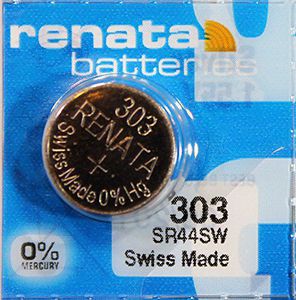 renata
batteries
303
RENATA
+
Swiss Made 0% Hg
303
SR44SW
Swiss Made
0%
MERCURY